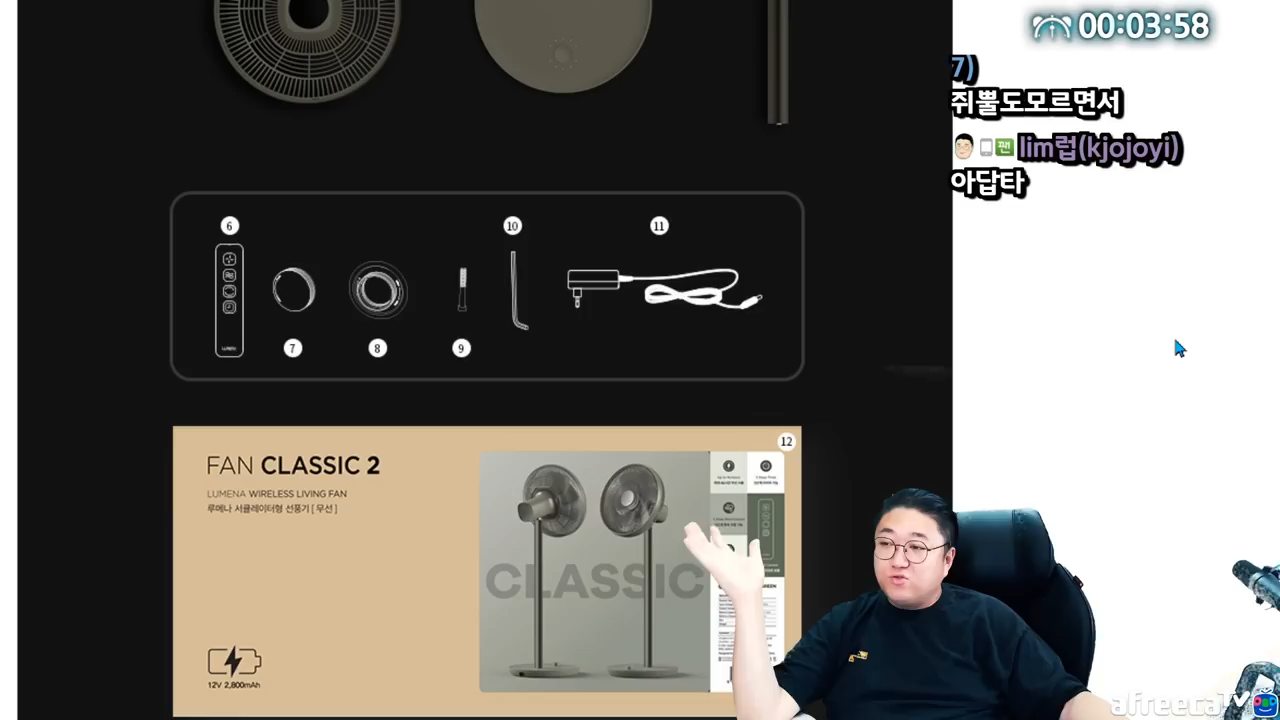 00:03:58
7)
쥐뿔도모르면서
팬 lim럽(kjojoyi)
아답타
6
10
11
LUMENA
7
8
9
12
FAN CLASSIC 2
LUMENA WIRELESS LIVING FAN
루메나 서큘레이터형 선풍기 [ 무선 ]
CLASSIC
12V 2,800mAh
afreecaTV